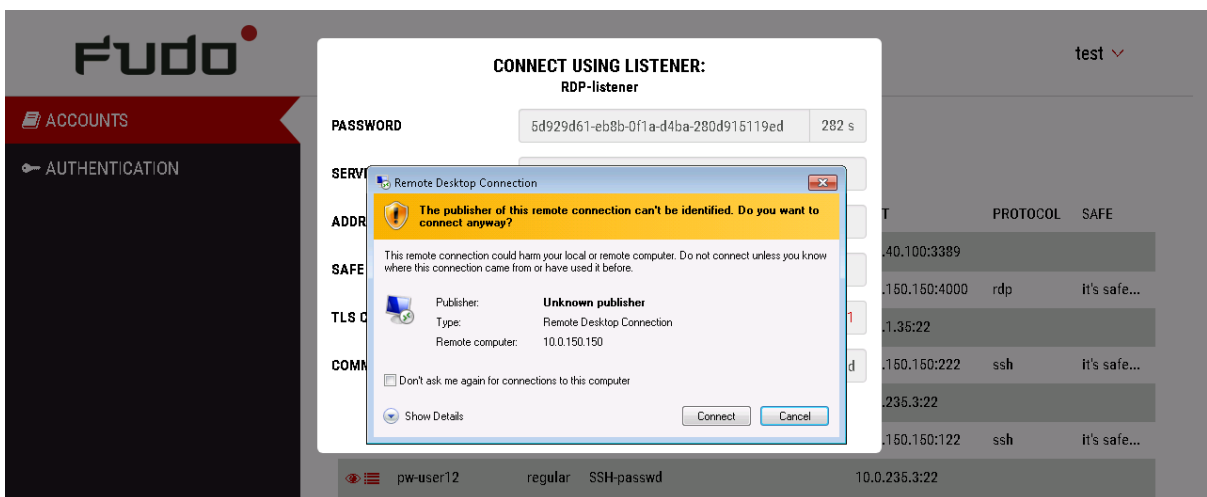 Fudo
test
ACCOUNTS
AUTHENTICATION
CONNECT USING LISTENER:
RDP-listener
PASSWORD 5d929d61-eb8b-0f1a-d4ba-280d915119ed 282 s
SERV
ADDR
SAFE
TLS C 1
COMM d
Remote Desktop Connection
The publisher of this remote connection can't be identified. Do you want to
connect anyway?
This remote connection could harm your local or remote computer. Do not connect unless you know
where this connection came from or have used it before.
Publisher: Unknown publisher
Type: Remote Desktop Connection
Remote computer: 10.0.150.150
Don't ask me again for connections to this computer
Show Details Connect Cancel
T PROTOCOL SAFE
.40.100:3389
.150.150:4000 rdp it's safe...
.1.35:22
.150.150:222 ssh it's safe...
.235.3:22
.150.150:122 ssh it's safe...
pw-user12 regular SSH-passwd 10.0.235.3:22